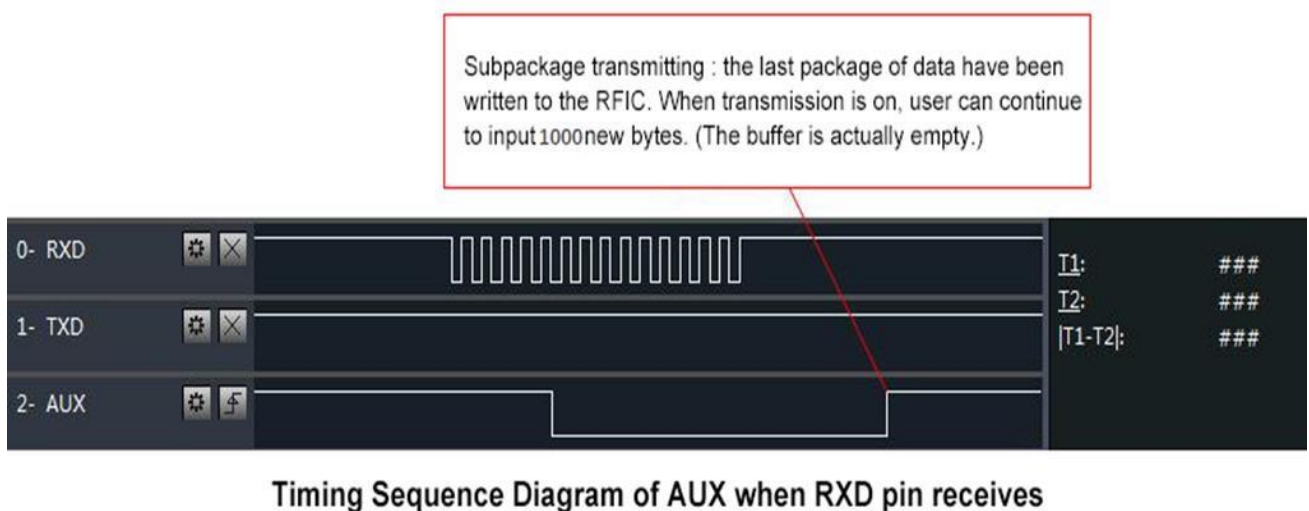 Subpackage transmitting : the last package of data have been
written to the RFIC. When transmission is on, user can continue
to input 1000 new bytes. (The buffer is actually empty.)
0- RXD
T1: ###
T2: ###
1- TXD
|T1-T2|: ###
2- AUX
Timing Sequence Diagram of AUX when RXD pin receives